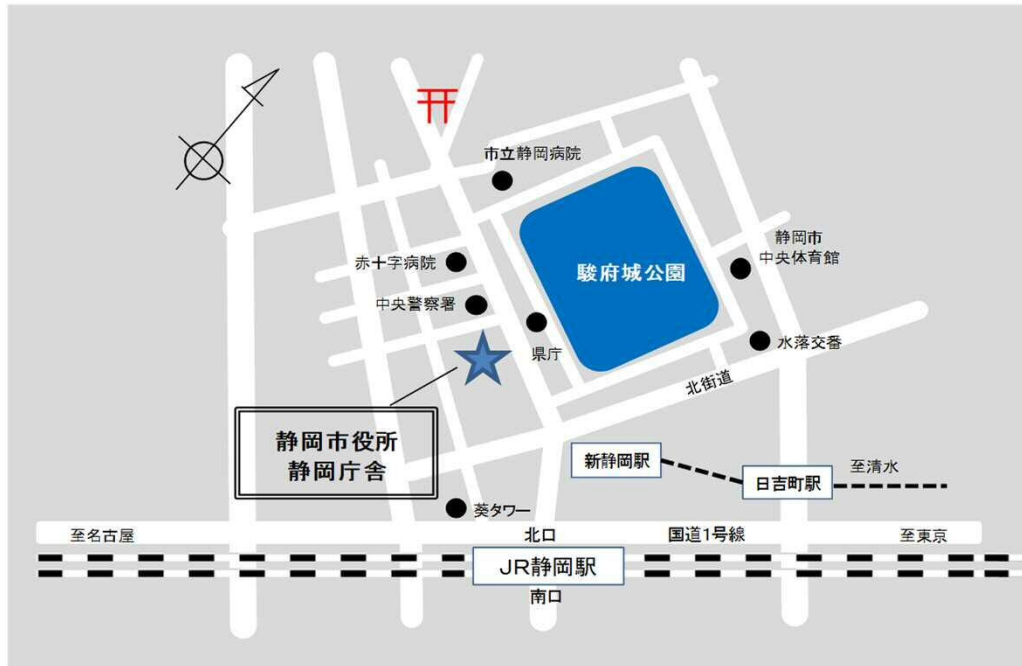 市立静岡病院
静岡市
中央体育館
赤十字病院
駿府城公園
中央警察署
県庁
水落交番
北街道
静岡市役所
静岡庁舎
新静岡駅
日吉町駅
至清水
葵タワー
至名古屋
北口
国道1号線
至東京
JR静岡駅
南口